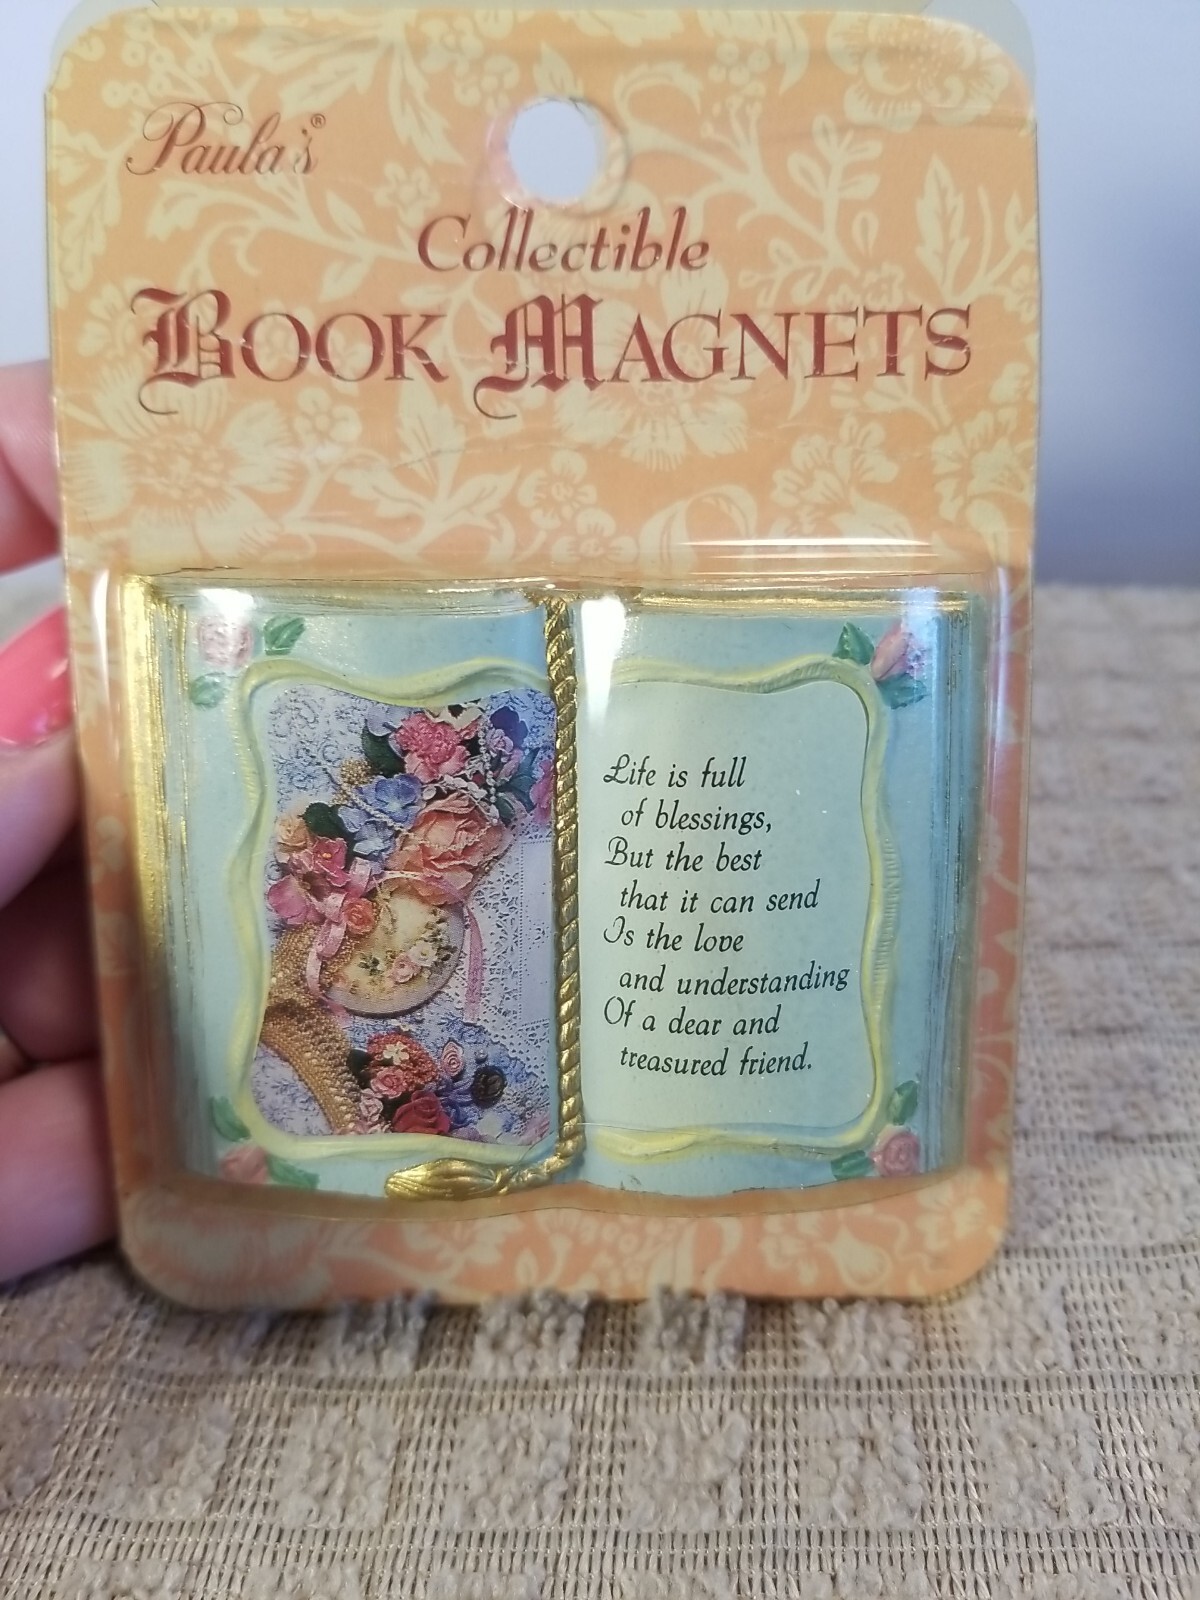 Paula's®
Collectible
BOOK MAGNETS
Life is full
of blessings,
But the best
that it can send
Is the love
and understanding
Of a dear and
treasured friend.